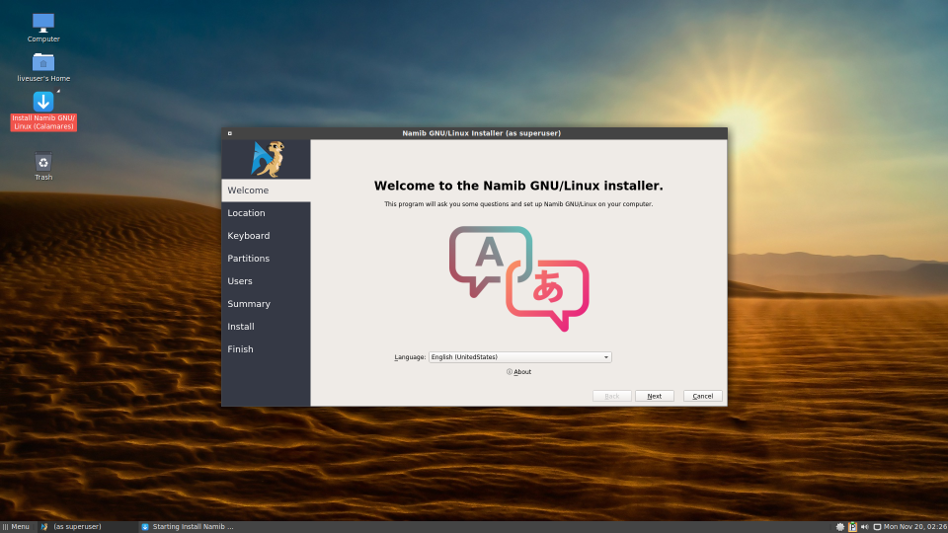 Computer
liveuser's Home
Install Namib GNU/
Linux (Calamares)
Trash
Namib GNU/Linux Installer (as superuser)
Welcome
Location
Keyboard
Partitions
Users
Summary
Install
Finish
Welcome to the Namib GNU/Linux installer.
This program will ask you some questions and set up Namib GNU/Linux on your computer.
A
あ
Language: English (UnitedStates)
About
Back Next Cancel
Menu (as superuser) Starting Install Namib ... Mon Nov 20, 02:26